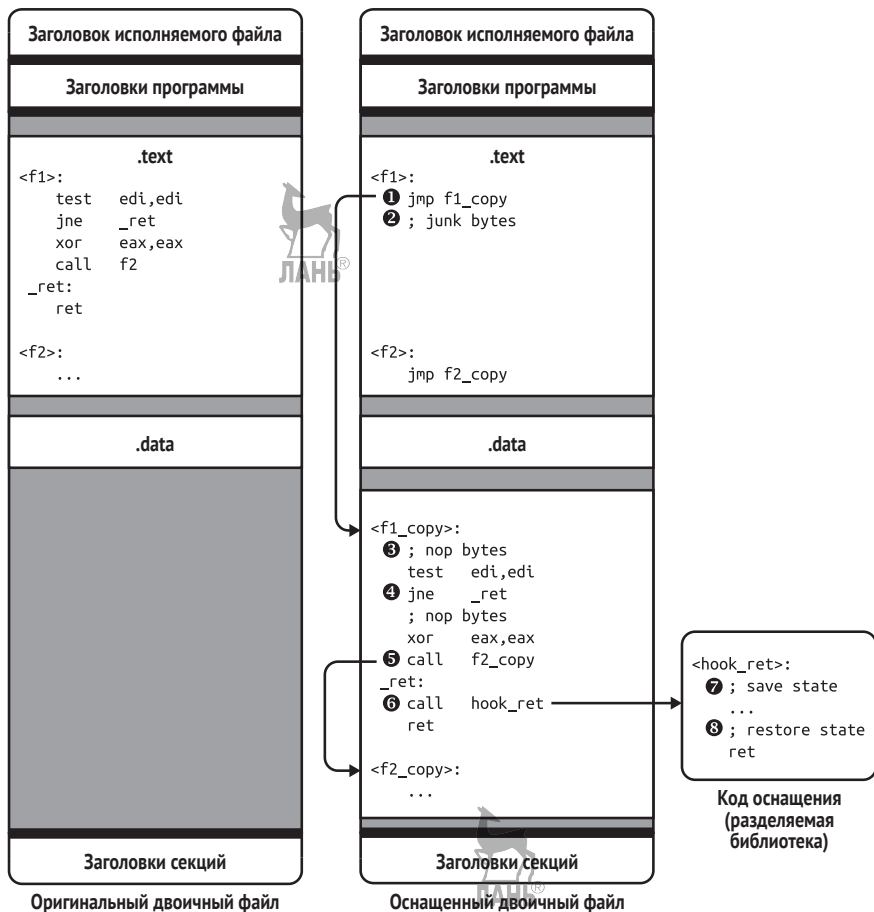 Заголовок исполняемого файла
Заголовки программы
.text
<f1>:
test edi,edi
jne _ret
xor eax,eax
call f2
_ret:
ret
<f2>:
...
.data
Заголовки секций
Оригинальный двоичный файл
Заголовок исполняемого файла
Заголовки программы
.text
<f1>:
❶ jmp f1_copy
❷ ; junk bytes
<f2>:
jmp f2_copy
.data
<f1_copy>:
❸ ; nop bytes
test edi,edi
❹ jne _ret
; nop bytes
xor eax,eax
❺ call f2_copy
_ret:
❻ call hook_ret
ret
<f2_copy>:
...
Заголовки секций
Оснащенный двоичный файл
<hook_ret>:
❼ ; save state
...
❽ ; restore state
ret
Код оснащения
(разделяемая
библиотека)
ЛАНЬ®
ЛАНЬ®